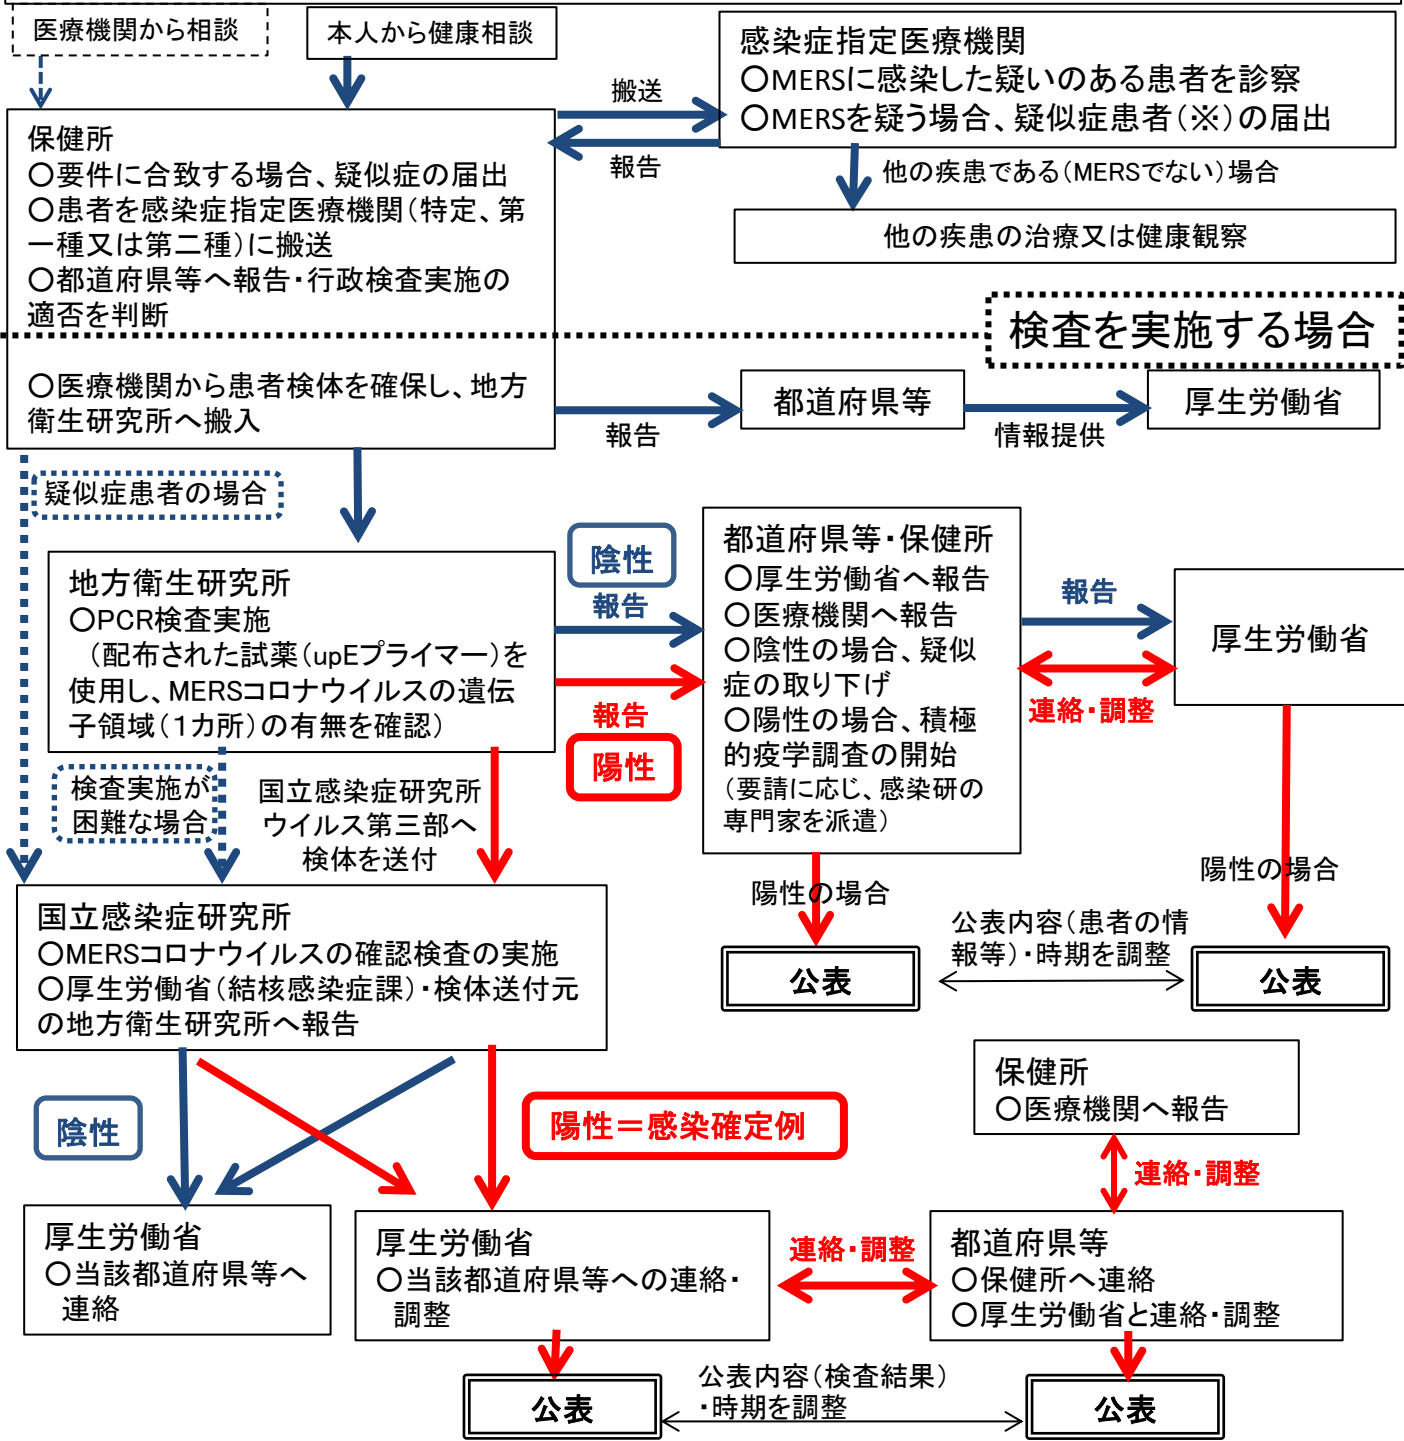 医療機関から相談
本人から健康相談
感染症指定医療機関
○MERSに感染した疑いのある患者を診察
○MERSを疑う場合、疑似症患者（※）の届出
搬送
報告
保健所
○要件に合致する場合、疑似症の届出
○患者を感染症指定医療機関（特定、第
一種又は第二種）に搬送
○都道府県等へ報告・行政検査実施の
適否を判断
他の疾患である（MERSでない）場合
他の疾患の治療又は健康観察
検査を実施する場合
○医療機関から患者検体を確保し、地方
衛生研究所へ搬入
報告
都道府県等
情報提供
厚生労働省
疑似症患者の場合
地方衛生研究所
○PCR検査実施
（配布された試薬（upEプライマー）を
使用し、MERSコロナウイルスの遺伝
子領域（１カ所）の有無を確認）
陰性
報告
報告
陽性
都道府県等・保健所
○厚生労働省へ報告
○医療機関へ報告
○陰性の場合、疑似
症の取り下げ
○陽性の場合、積極
的疫学調査の開始
（要請に応じ、感染研の
専門家を派遣）
報告
連絡・調整
厚生労働省
検査実施が
困難な場合
国立感染症研究所
ウイルス第三部へ
検体を送付
陽性の場合
陽性の場合
公表
公表内容（患者の情
報等）・時期を調整
公表
国立感染症研究所
○MERSコロナウイルスの確認検査の実施
○厚生労働省（結核感染症課）・検体送付元
の地方衛生研究所へ報告
陰性
陽性＝感染確定例
保健所
○医療機関へ報告
連絡・調整
厚生労働省
○当該都道府県等へ
連絡
厚生労働省
○当該都道府県等への連絡・
調整
連絡・調整
都道府県等
○保健所へ連絡
○厚生労働省と連絡・調整
公表
公表内容（検査結果）
・時期を調整
公表